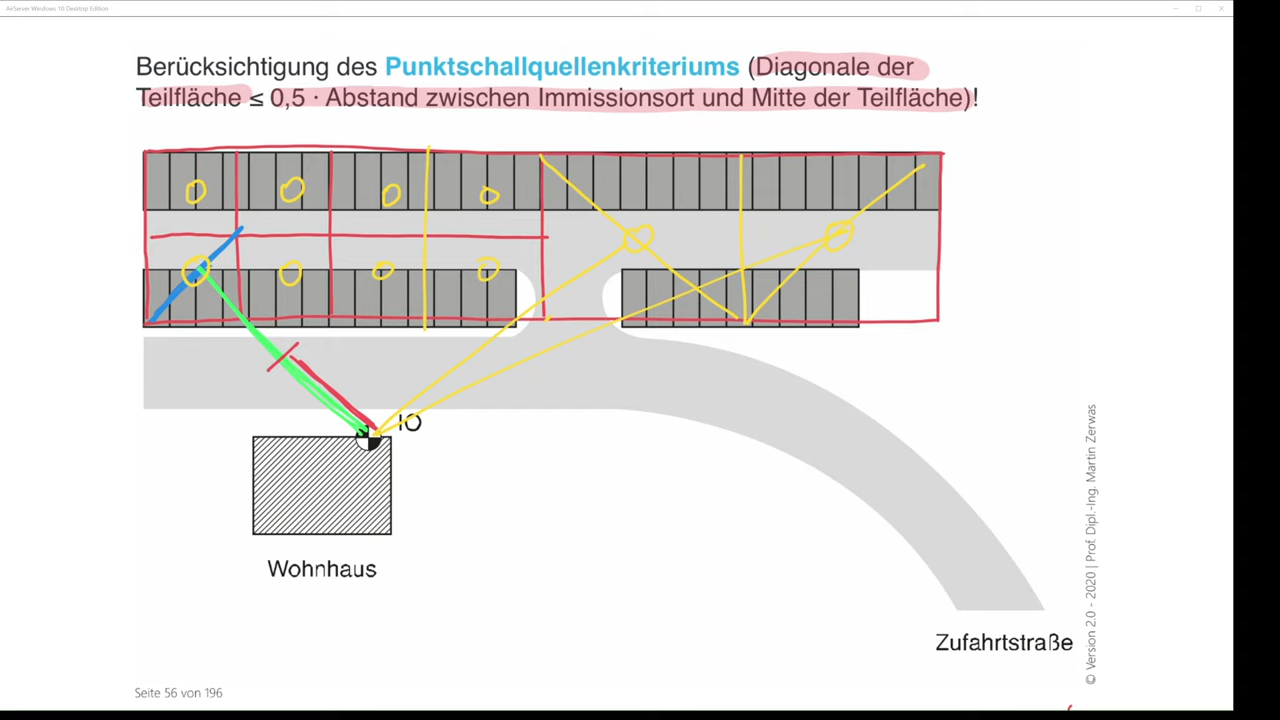 AirServer Windows 10 Desktop Edition
Berücksichtigung des Punktschallquellenkriteriums (Diagonale der
Teilfläche ≤ 0,5 · Abstand zwischen Immissionsort und Mitte der Teilfläche)!
IO
Wohnhaus
Zufahrtstraße
© Version 2.0 - 2020 | Prof. Dipl.-Ing. Martin Zerwas
Seite 56 von 196